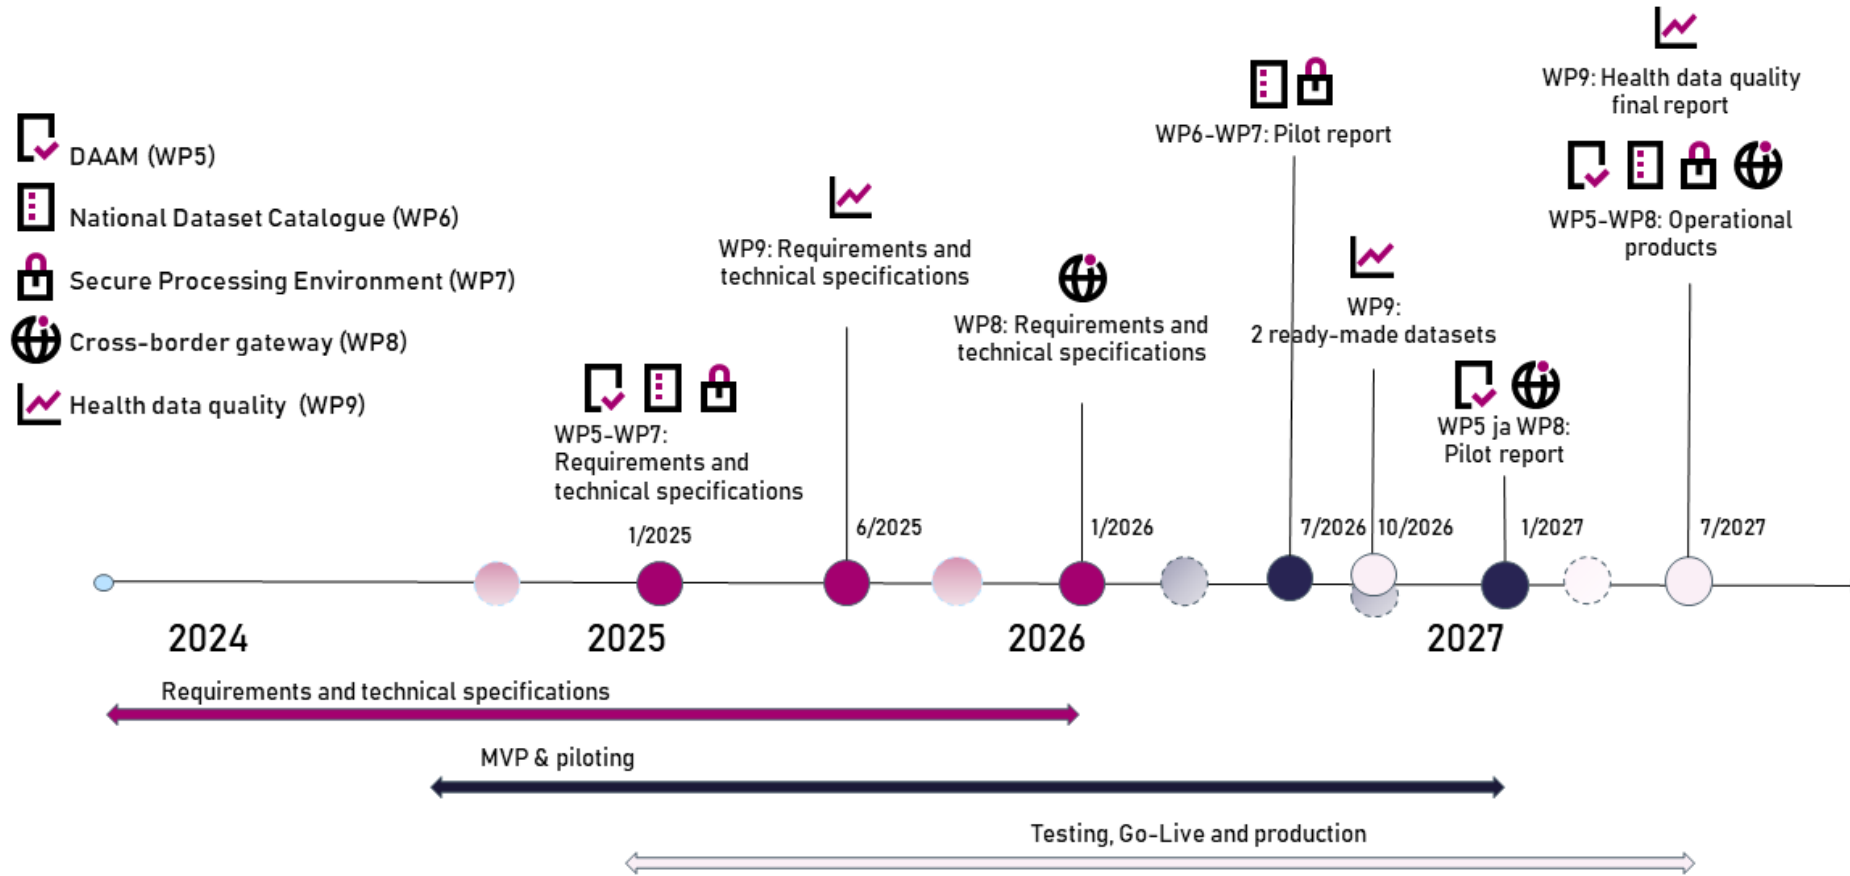 DAAM (WP5)
National Dataset Catalogue (WP6)
Secure Processing Environment (WP7)
Cross-border gateway (WP8)
Health data quality (WP9)
WP5-WP7:
Requirements and
technical specifications
1/2025
WP9: Requirements and
technical specifications
6/2025
WP8: Requirements and
technical specifications
1/2026
WP6-WP7: Pilot report
7/2026
WP9:
2 ready-made datasets
10/2026
WP5 ja WP8:
Pilot report
1/2027
WP9: Health data quality
final report
WP5-WP8: Operational
products
7/2027
2024
2025
2026
2027
Requirements and technical specifications
MVP & piloting
Testing, Go-Live and production